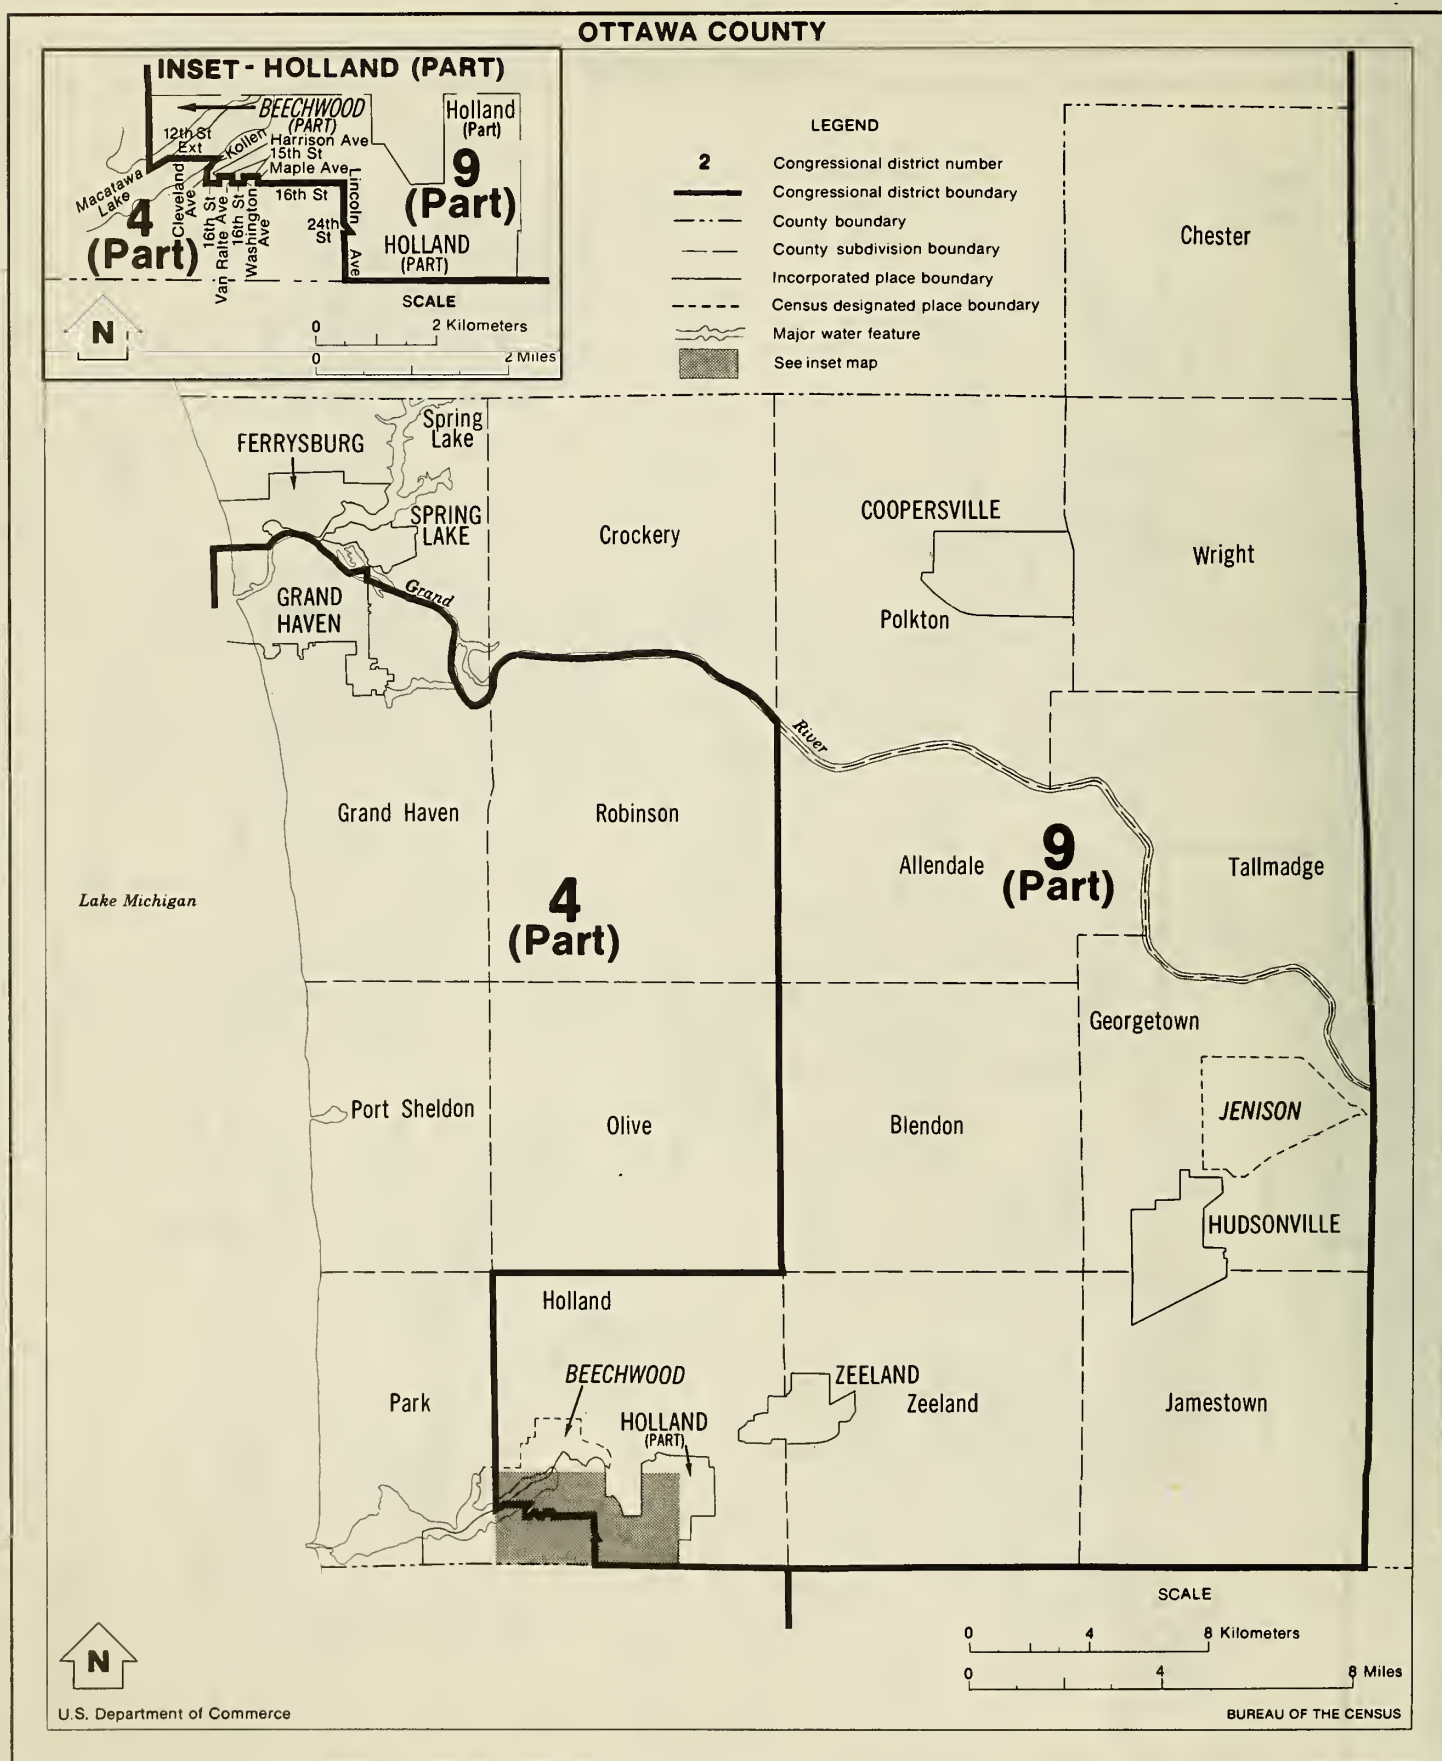 OTTAWA COUNTY
INSET - HOLLAND (PART)
BEECHWOOD
(PART)
Holland
(Part)
12th St
Ext
Kollen
Harrison Ave
15th St
Maple Ave
9
(Part)
Macatawa
Lake
Cleveland
Ave
16th St
Van Ralte Ave
16th St
Washington
Ave
16th St
Lincoln
Ave
24th
St
4
(Part)
HOLLAND
(PART)
N
SCALE
0 2 Kilometers
0 2 Miles
LEGEND
2 Congressional district number
Congressional district boundary
County boundary
County subdivision boundary
Incorporated place boundary
Census designated place boundary
Major water feature
See inset map
Chester
FERRYSBURG
Spring
Lake
SPRING
LAKE
Crockery
COOPERSVILLE
Polkton
Wright
GRAND
HAVEN
Grand
River
Grand Haven
Robinson
Allendale
9
(Part)
Tallmadge
Lake Michigan
4
(Part)
Georgetown
Port Sheldon
Olive
Blendon
JENISON
HUDSONVILLE
Holland
BEECHWOOD
Park
HOLLAND
(PART)
ZEELAND
Zeeland
Jamestown
SCALE
0 4 8 Kilometers
0 4 8 Miles
N
U.S. Department of Commerce
BUREAU OF THE CENSUS